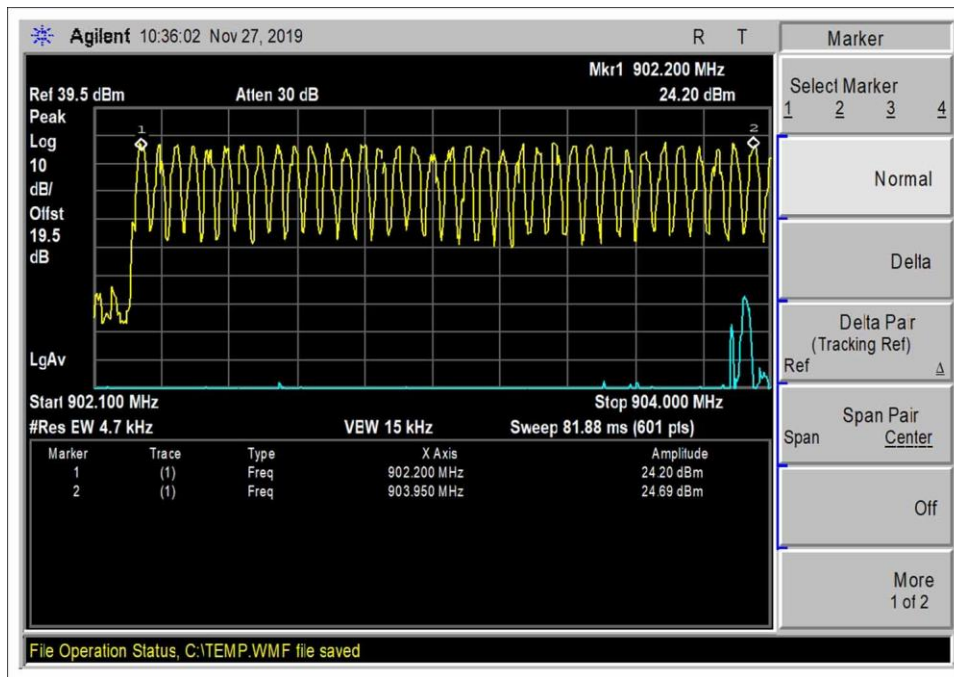 Agilent 10:36:02 Nov 27, 2019 R T
Marker
Mkr1 902.200 MHz
Ref 39.5 dBm Atten 30 dB 24.20 dBm
Peak
Log
10
dB/
Offst
19.5
dB
LgAv
1
2
Start 902.100 MHz Stop 904.000 MHz
#Res EW 4.7 kHz VEW 15 kHz Sweep 81.88 ms (601 pts)
Marker Trace Type X Axis Amplitude
1 (1) Freq 902.200 MHz 24.20 dBm
2 (1) Freq 903.950 MHz 24.69 dBm
Select Marker
1 2 3 4
Normal
Delta
Delta Pair
(Tracking Ref)
Ref Δ
Span Pair
Span Center
Off
More
1 of 2
File Operation Status, C:\TEMP.WMF file saved